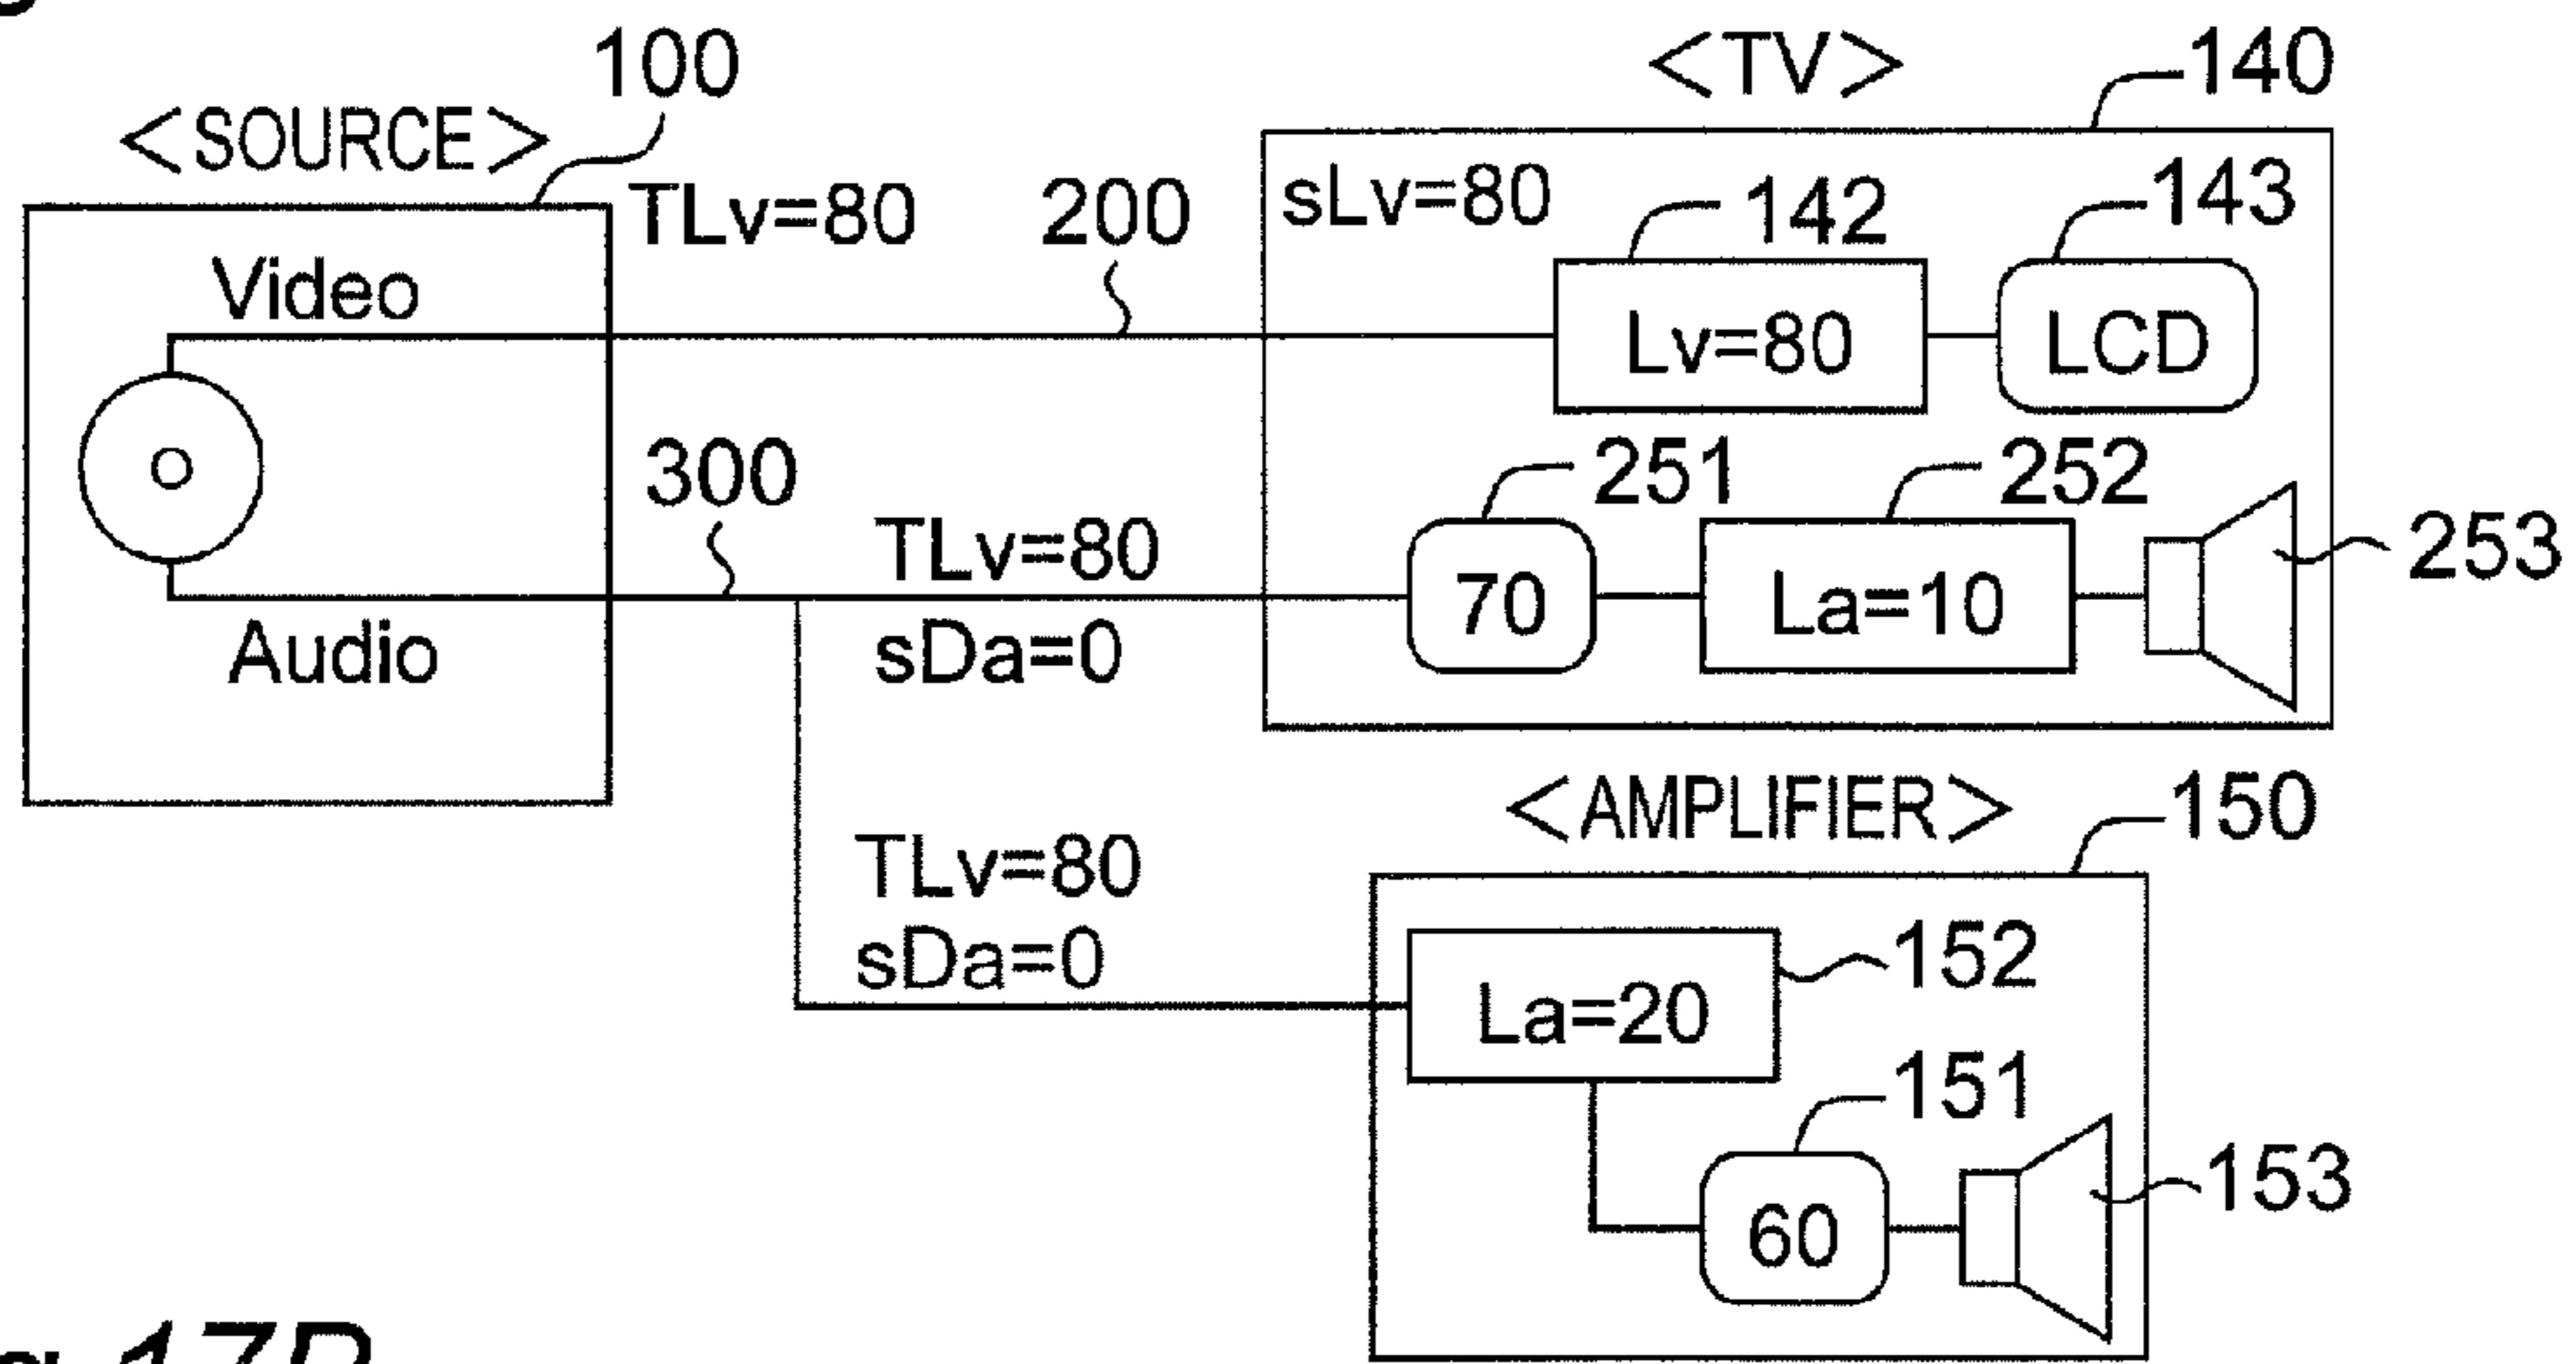 <SOURCE>
100
Video
Audio
TLv=80
200
300
TLv=80
sDa=0
<TV>
140
sLv=80
142
Lv=80
143
LCD
251
70
252
La=10
253
TLv=80
sDa=0
<AMPLIFIER>
150
La=20
152
151
60
153
17B